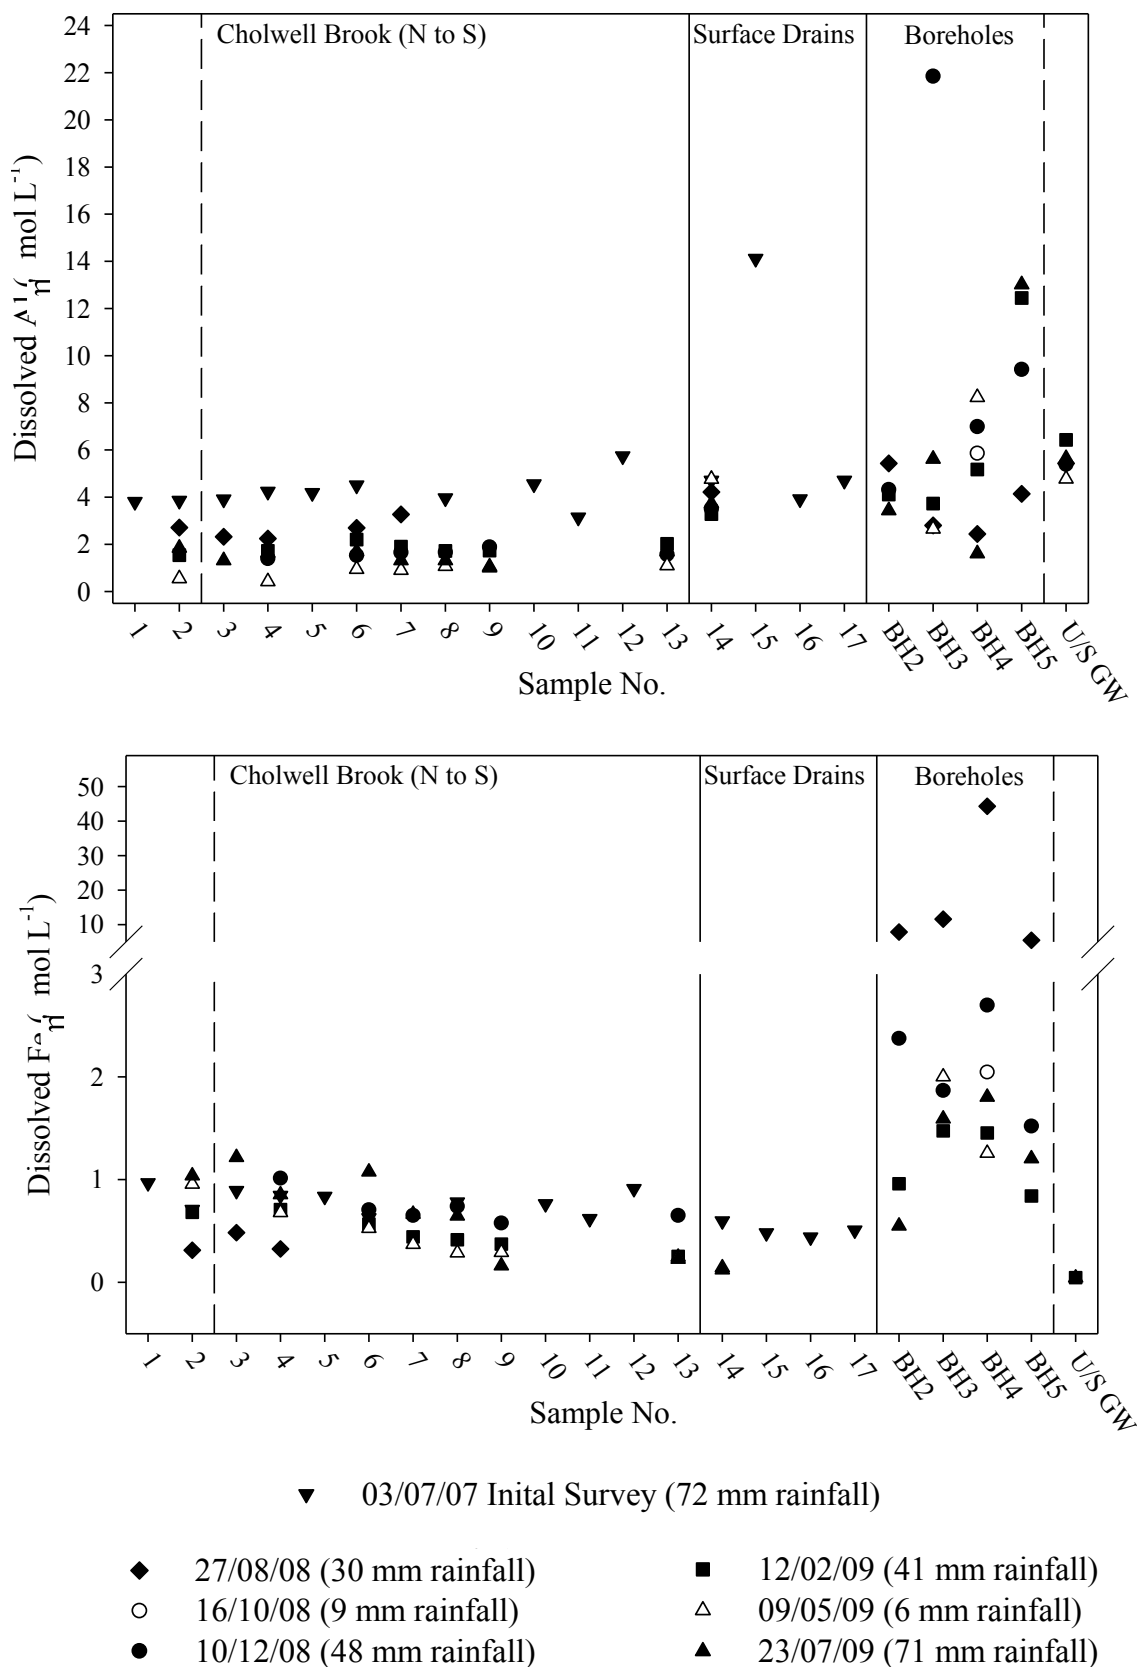 Cholwell Brook (N to S) Surface Drains Boreholes
24
22
20
18
16
14
12
10
8
6
4
2
0
Dissolved mol L-1)
1 2 3 4 5 6 7 8 9 10 11 12 13 14 15 16 17 BH2 BH3 BH4 BH5 U/S GW
Sample No.
Cholwell Brook (N to S) Surface Drains Boreholes
50
40
30
20
10
3
2
1
0
Dissolved mol L-1)
1 2 3 4 5 6 7 8 9 10 11 12 13 14 15 16 17 BH2 BH3 BH4 BH5 U/S GW
Sample No.
03/07/07 Inital Survey (72 mm rainfall)
27/08/08 (30 mm rainfall) 12/02/09 (41 mm rainfall)
16/10/08 (9 mm rainfall) 09/05/09 (6 mm rainfall)
10/12/08 (48 mm rainfall) 23/07/09 (71 mm rainfall)